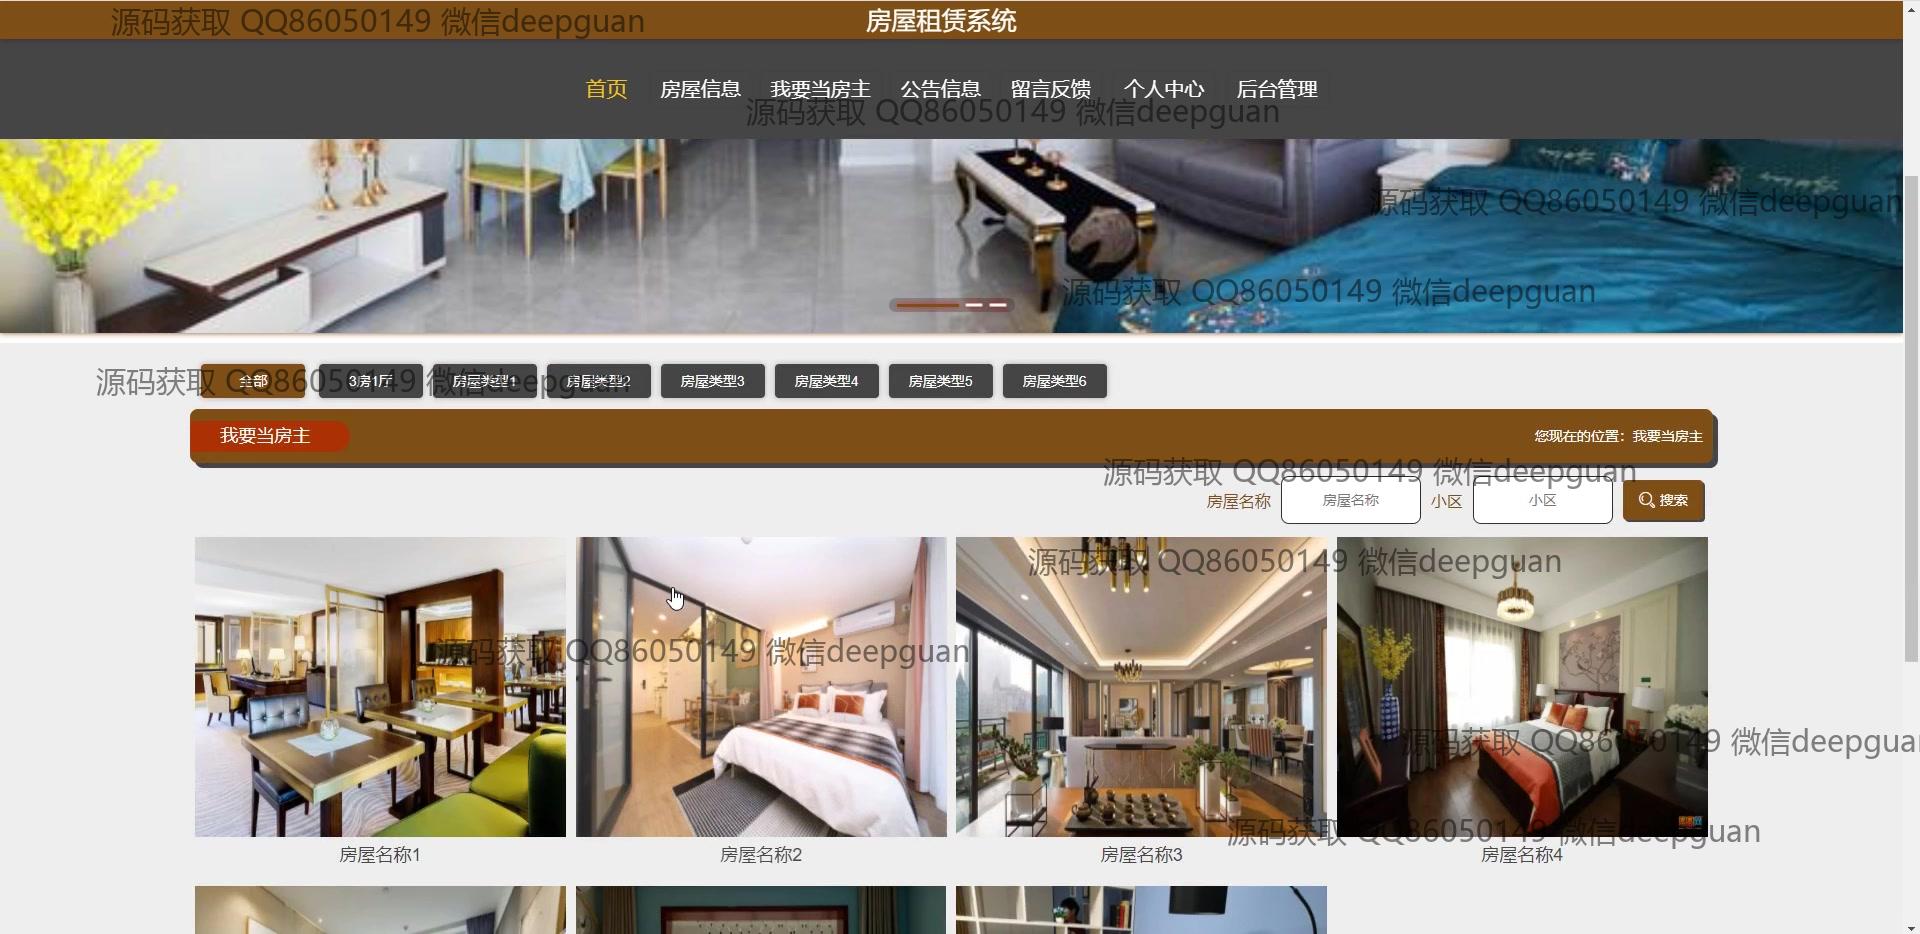 房屋租赁系统
源码获取 QQ86050149 微信deepguan
首页 房屋信息 我要当房主 公告信息 留言反馈 个人中心 后台管理
源码获取 QQ86050149 微信deepguan
源码获取 QQ86050149 微信deepguan
源码获取 QQ86050149 微信deepguan
全部 3房1厅 房屋类型1 房屋类型2 房屋类型3 房屋类型4 房屋类型5 房屋类型6
源码获取 QQ86050149 微信deepguan
我要当房主 您现在的位置：我要当房主
源码获取 QQ86050149 微信deepguan
房屋名称 房屋名称 小区 小区 搜索
源码获取 QQ86050149 微信deepguan
源码获取 QQ86050149 微信deepguan
源码获取 QQ86050149 微信deepgua
源码获取 QQ86050149 微信deepguan
房屋名称1 房屋名称2 房屋名称3 房屋名称4